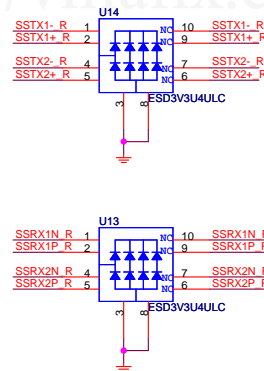 U14
SSTX1-_R 1 10 SSTX1-_R
SSTX1+_R 2 NC 9 SSTX1+_R
NC
SSTX2-_R 4 7 SSTX2-_R
SSTX2+_R 5 NC 6 SSTX2+_R
NC
3 8 ESD3V3U4ULC
U13
SSRX1N_R 1 10 SSRX1N_R
SSRX1P_R 2 NC 9 SSRX1P_R
NC
SSRX2N_R 4 7 SSRX2N_R
SSRX2P_R 5 NC 6 SSRX2P_R
NC
3 8 ESD3V3U4ULC